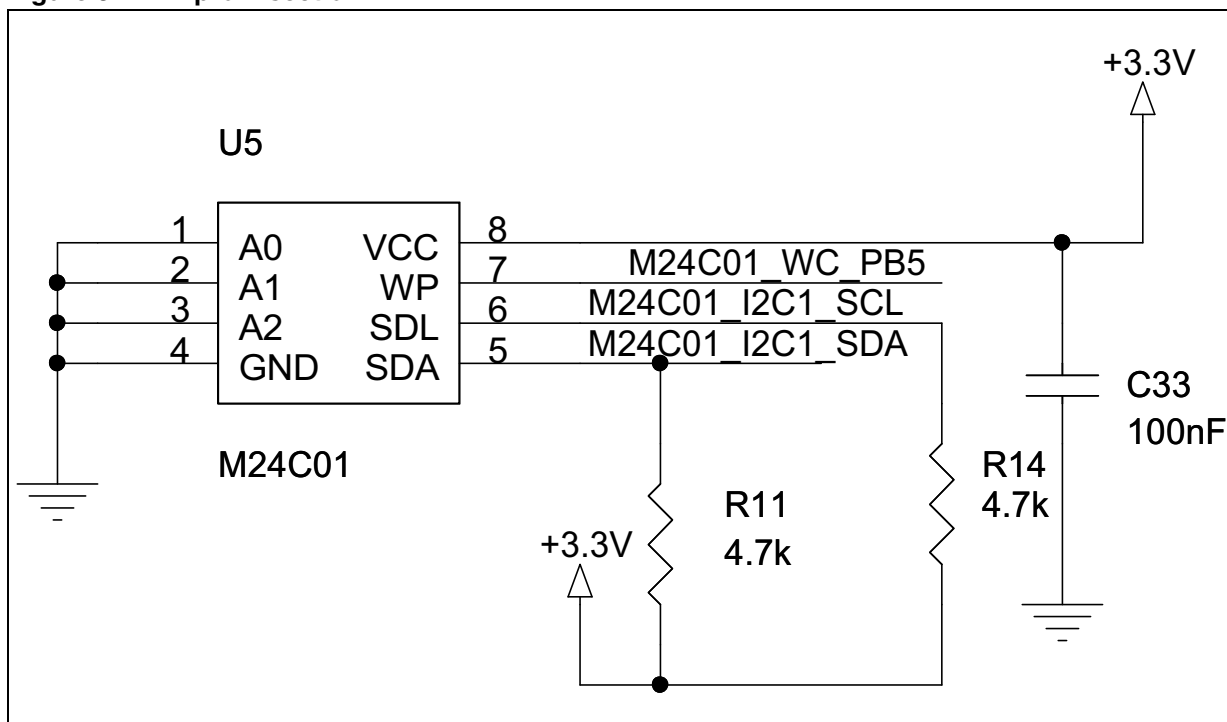 +3.3V
U5
1 A0 VCC 8
2 A1 WP 7 M24C01_WC_PB5
3 A2 SDL 6 M24C01_I2C1_SCL
4 GND SDA 5 M24C01_I2C1_SDA
C33
100nF
M24C01
R14
4.7k
R11
4.7k
+3.3V